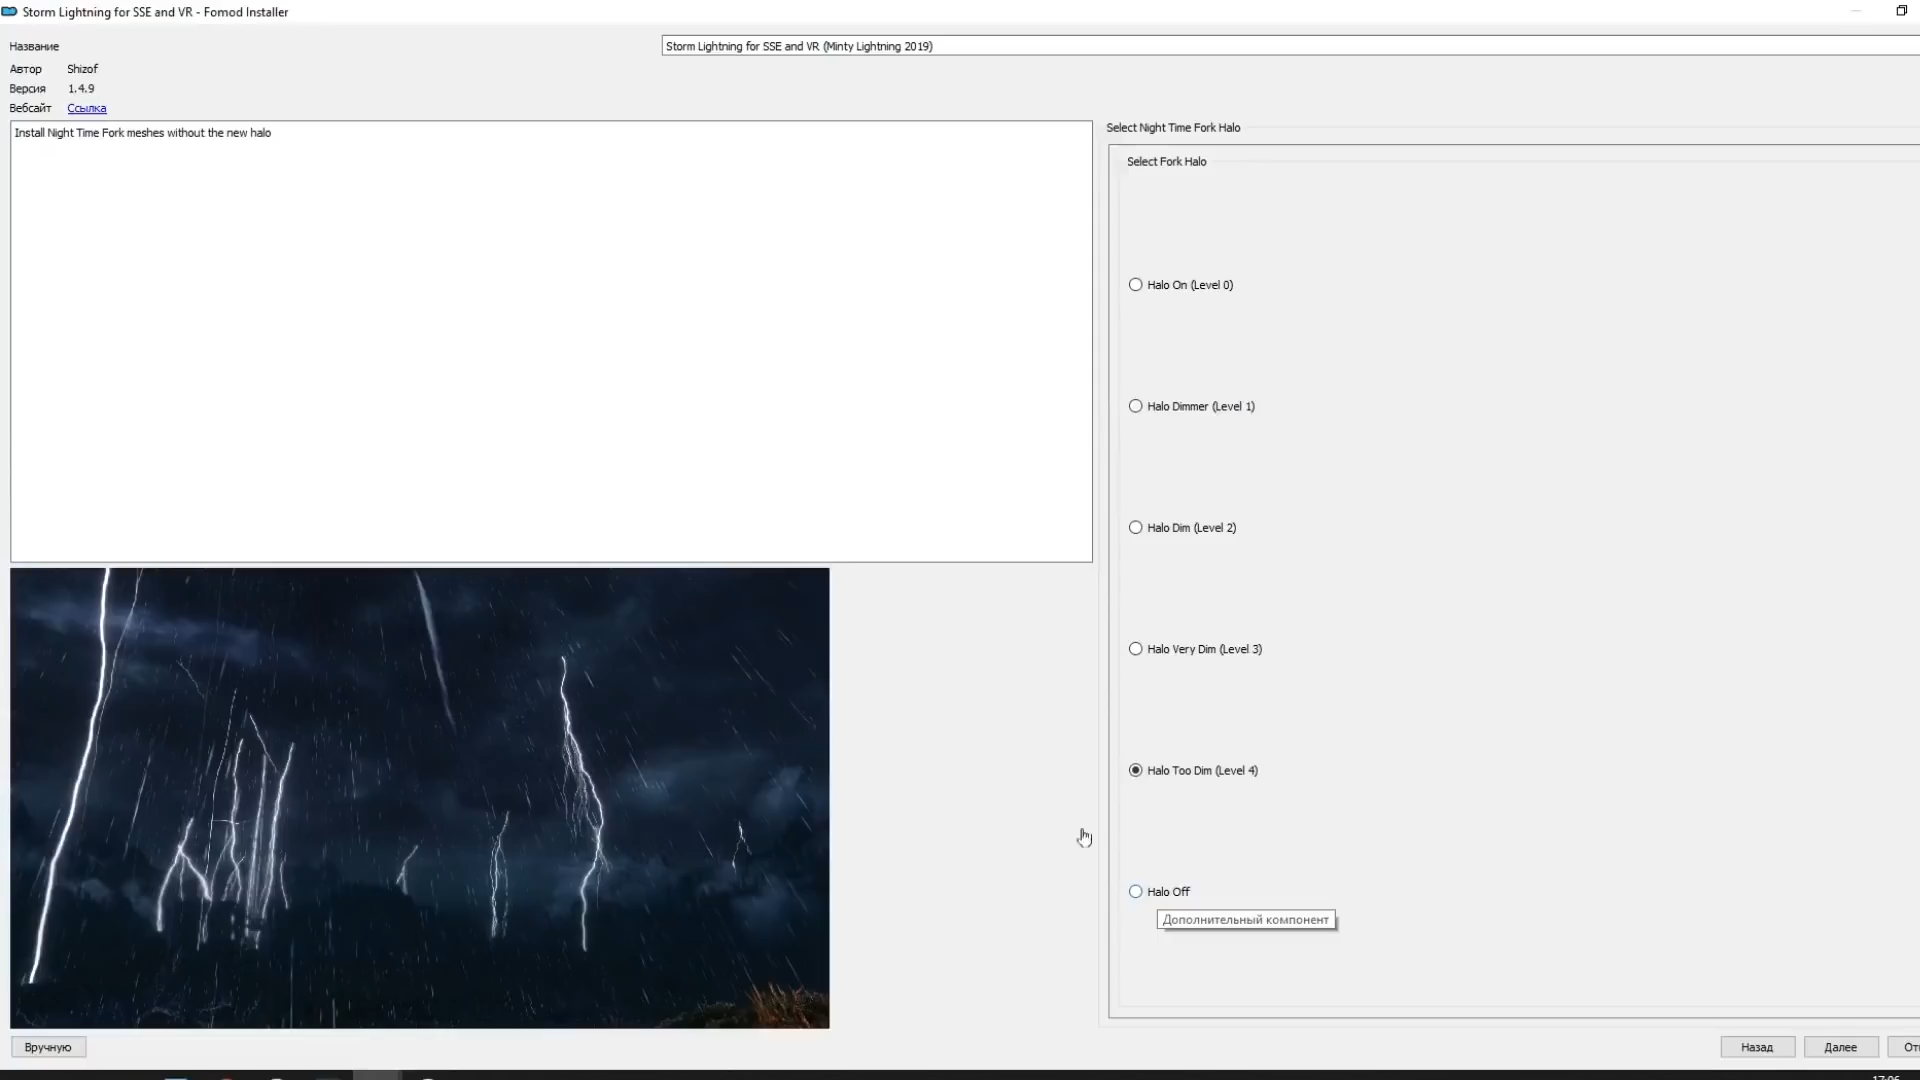 Storm Lightning for SSE and VR - Fomod Installer
Название
Storm Lightning for SSE and VR (Minty Lightning 2019)
Автор Shizof
Версия 1.4.9
Вебсайт Ссылка
Install Night Time Fork meshes without the new halo
Select Night Time Fork Halo
Select Fork Halo
Halo On (Level 0)
Halo Dimmer (Level 1)
Halo Dim (Level 2)
Halo Very Dim (Level 3)
Halo Too Dim (Level 4)
Halo Off
Дополнительный компонент
Вручную
Назад
Далее